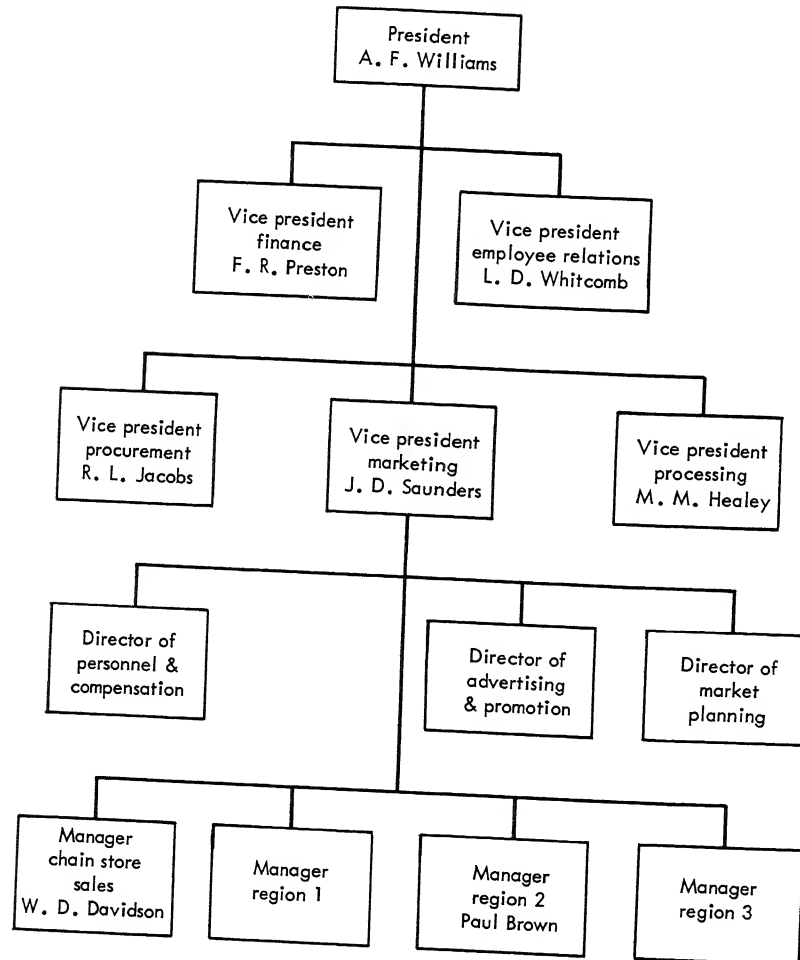 President
A. F. Williams
Vice president
finance
F. R. Preston
Vice president
employee relations
L. D. Whitcomb
Vice president
procurement
R. L. Jacobs
Vice president
marketing
J. D. Saunders
Vice president
processing
M. M. Healey
Director of
personnel &
compensation
Director of
advertising
& promotion
Director of
market
planning
Manager
chain store
sales
W. D. Davidson
Manager
region 1
Manager
region 2
Paul Brown
Manager
region 3